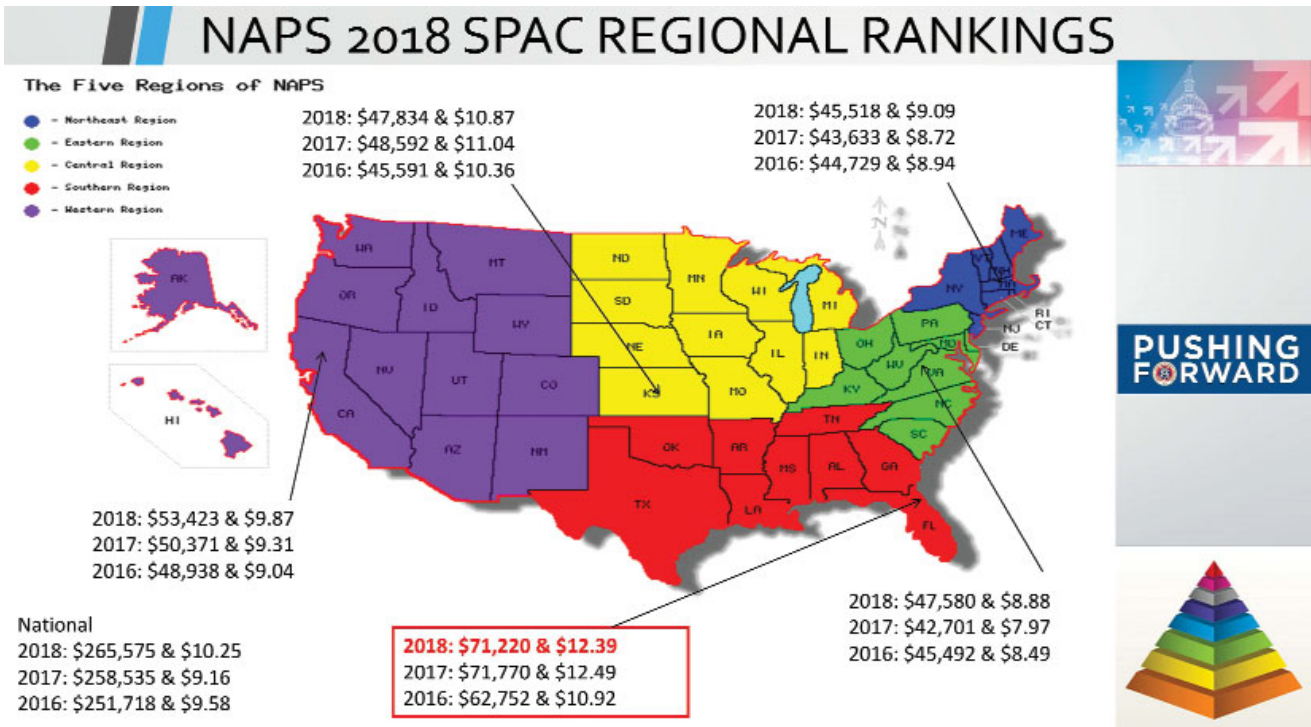 NAPS 2018 SPAC REGIONAL RANKINGS
The Five Regions of NAPS
- Northeast Region
- Eastern Region
- Central Region
- Southern Region
- Western Region
2018: $47,834 & $10.87
2017: $48,592 & $11.04
2016: $45,591 & $10.36
2018: $45,518 & $9.09
2017: $43,633 & $8.72
2016: $44,729 & $8.94
N
N
AK
HI
WA
OR
ID
MT
WY
NV
UT
CO
CA
AZ
NM
ND
SD
NE
KS
MN
IA
MO
WI
IL
IN
MI
OK
TX
AR
LA
MS
AL
TN
GA
FL
OH
KY
WV
PA
MD
VA
NC
SC
NY
VT
NH
MA
ME
RI
CT
NJ
DE
PUSHING
FORWARD
2018: $53,423 & $9.87
2017: $50,371 & $9.31
2016: $48,938 & $9.04
National
2018: $265,575 & $10.25
2017: $258,535 & $9.16
2016: $251,718 & $9.58
2018: $71,220 & $12.39
2017: $71,770 & $12.49
2016: $62,752 & $10.92
2018: $47,580 & $8.88
2017: $42,701 & $7.97
2016: $45,492 & $8.49